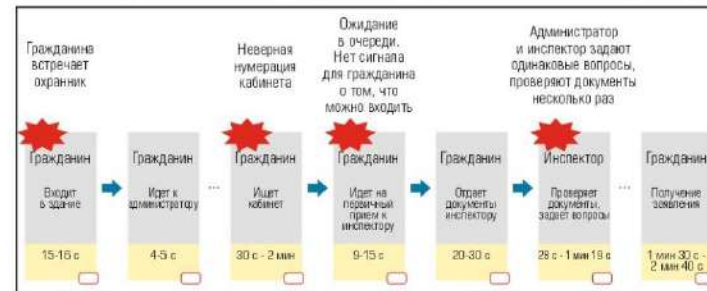 Гражданина
встречает
охранник
Неверная
нумерация
кабинета
Ожидание
в очереди.
Нет сигнала
для гражданина
о том, что
можно входить
Администратор
и инспектор задают
одинаковые вопросы,
проверяют документы
несколько раз
Гражданин
Входит
в здание
15-16 с
Гражданин
Идет к
администратору
4-5 с
...
Гражданин
Ищет
кабинет
30 с - 2 мин
Гражданин
Идет на
первичный
прием к
инспектору
9-15 с
Гражданин
Отдает
документы
инспектору
20-30 с
Инспектор
Проверяет
документы,
задает вопросы
28 с - 1 мин 19 с
...
Гражданин
Получение
заявления
1 мин 30 с -
2 мин 40 с